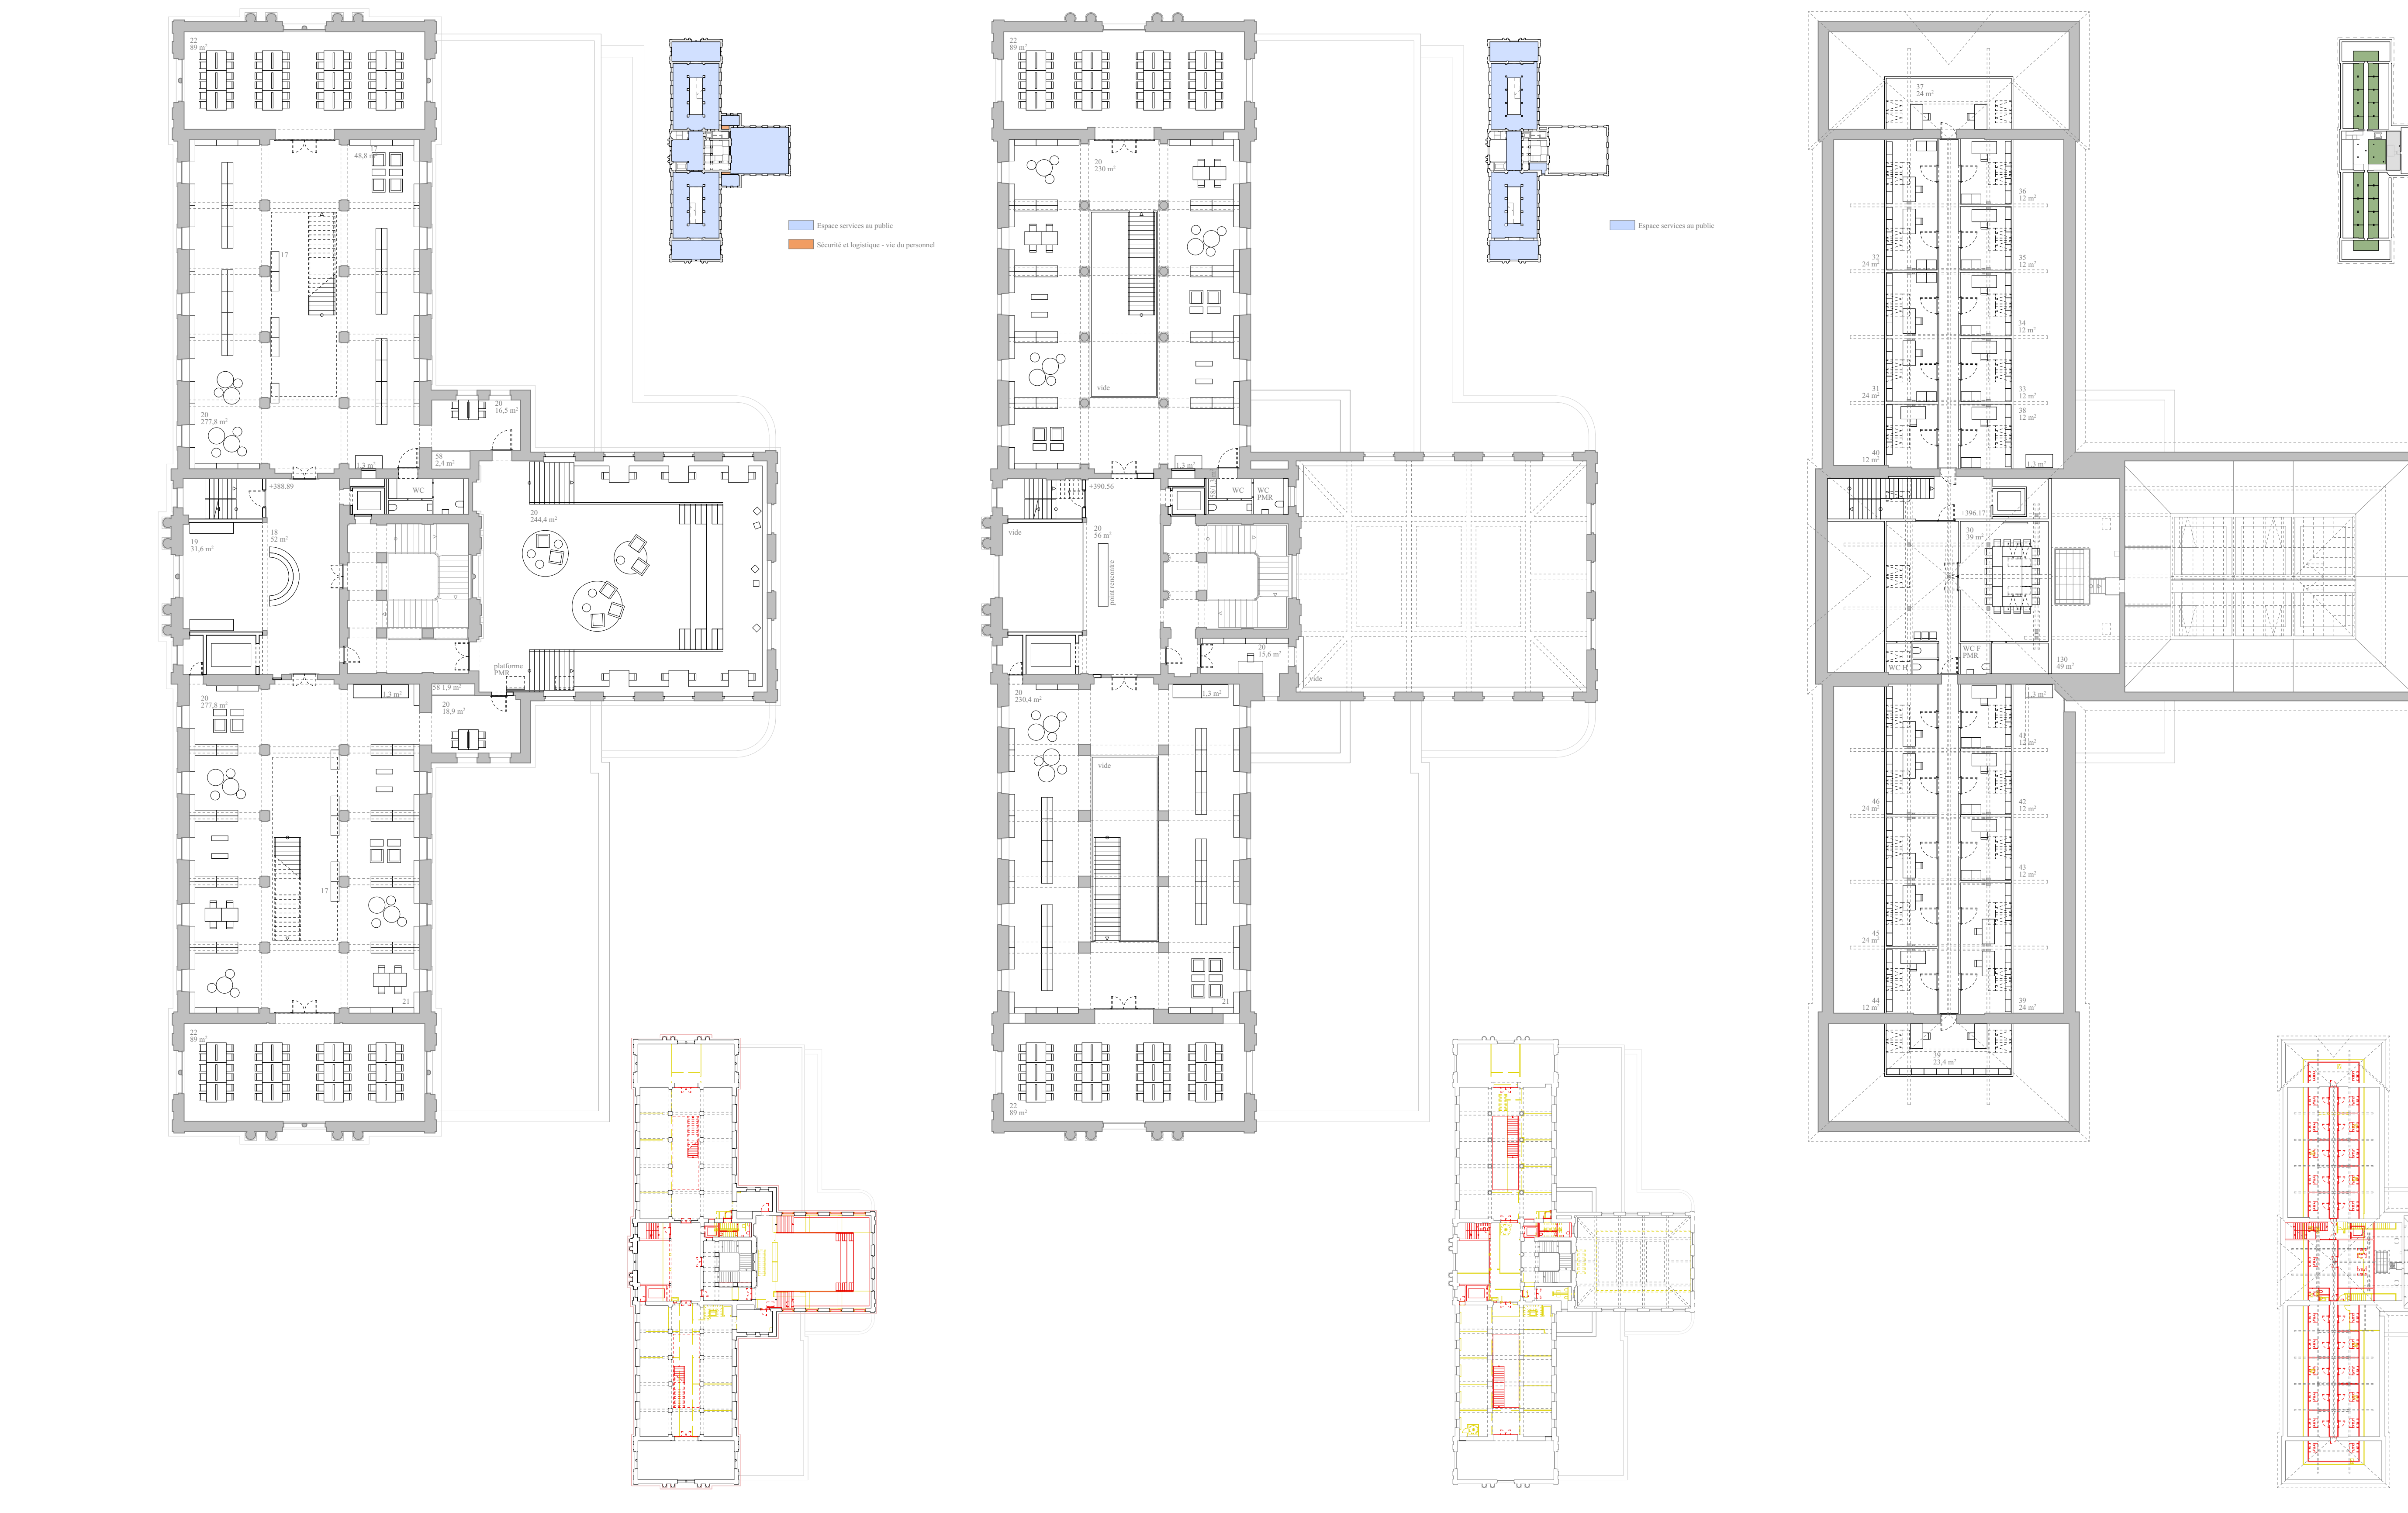 22
89 m²
17
48,8 m²
17
20
277,8 m²
20
16,5 m²
58
2,4 m²
1,3 m²
+388.89
WC
18
52 m²
19
31,6 m²
20
244,4 m²
platforme
PMR
58 1,9 m²
1,3 m²
20
277,8 m²
20
18,9 m²
17
21
22
89 m²
Espace services au public
Sécurité et logistique - vie du personnel
22
89 m²
20
230 m²
vide
1,3 m²
+390.56
WC
WC
PMR
vide
20
56 m²
point rencontre
20
15,6 m²
vide
1,3 m²
20
230,4 m²
vide
21
22
89 m²
Espace services au public
37
24 m²
36
12 m²
32
24 m²
35
12 m²
34
12 m²
31
24 m²
33
12 m²
38
12 m²
40
12 m²
1,3 m²
+396.17
30
39 m²
WC H
WC F
PMR
130
49 m²
1,3 m²
41
12 m²
46
24 m²
42
12 m²
43
12 m²
45
24 m²
44
12 m²
39
24 m²
39
23,4 m²